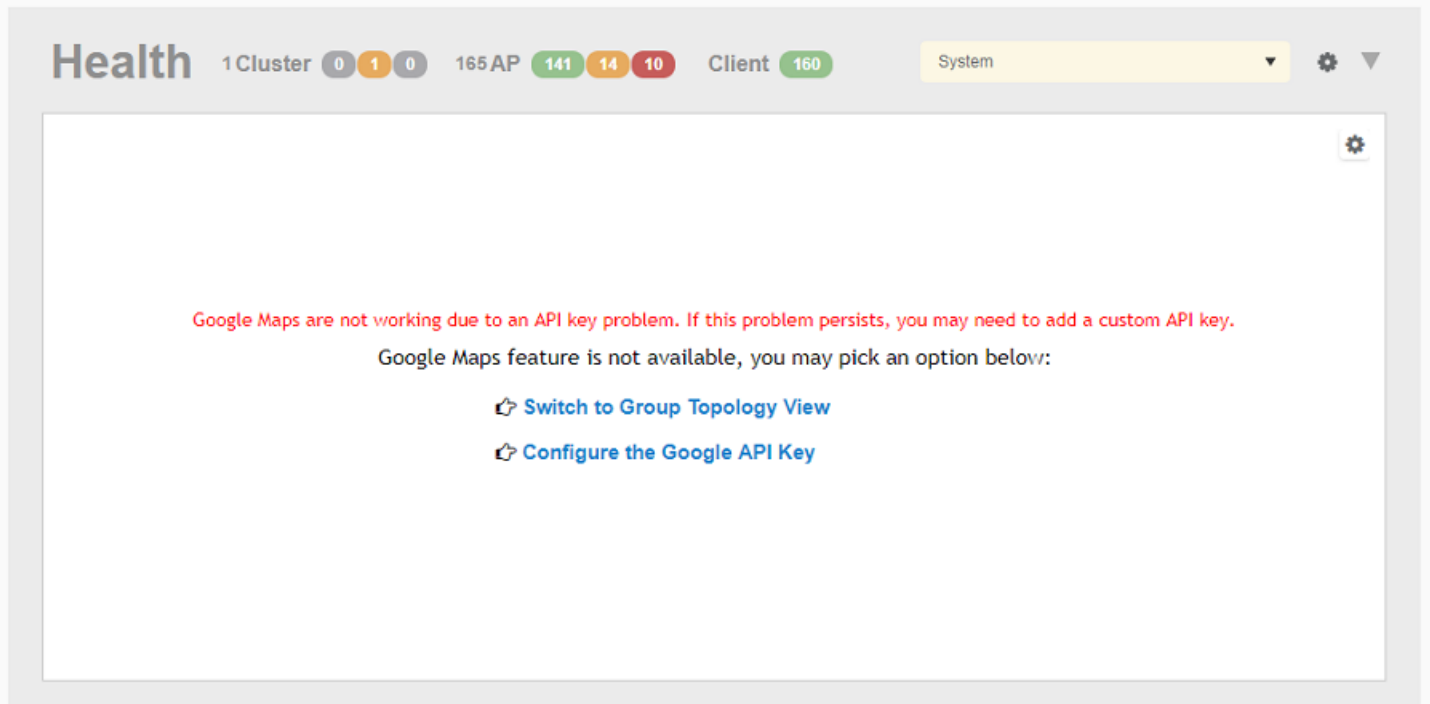 Health 1 Cluster 0 1 0 165 AP 141 14 10 Client 160 System
Google Maps are not working due to an API key problem. If this problem persists, you may need to add a custom API key.
Google Maps feature is not available, you may pick an option below:
Switch to Group Topology View
Configure the Google API Key